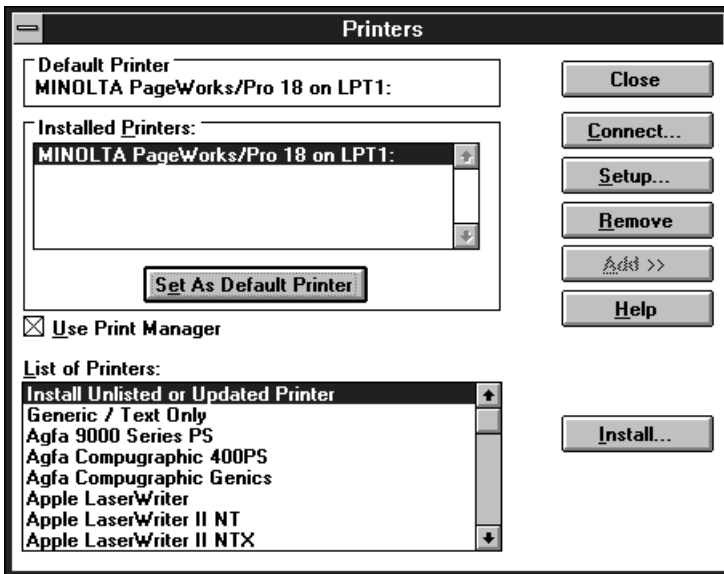 Printers
Default Printer
MINOLTA PageWorks/Pro 18 on LPT1:
Installed Printers:
MINOLTA PageWorks/Pro 18 on LPT1:
Set As Default Printer
Use Print Manager
List of Printers:
Install Unlisted or Updated Printer
Generic / Text Only
Agfa 9000 Series PS
Agfa Compugraphic 400PS
Agfa Compugraphic Genics
Apple LaserWriter
Apple LaserWriter II NT
Apple LaserWriter II NTX
Close
Connect...
Setup...
Remove
Add >>
Help
Install...